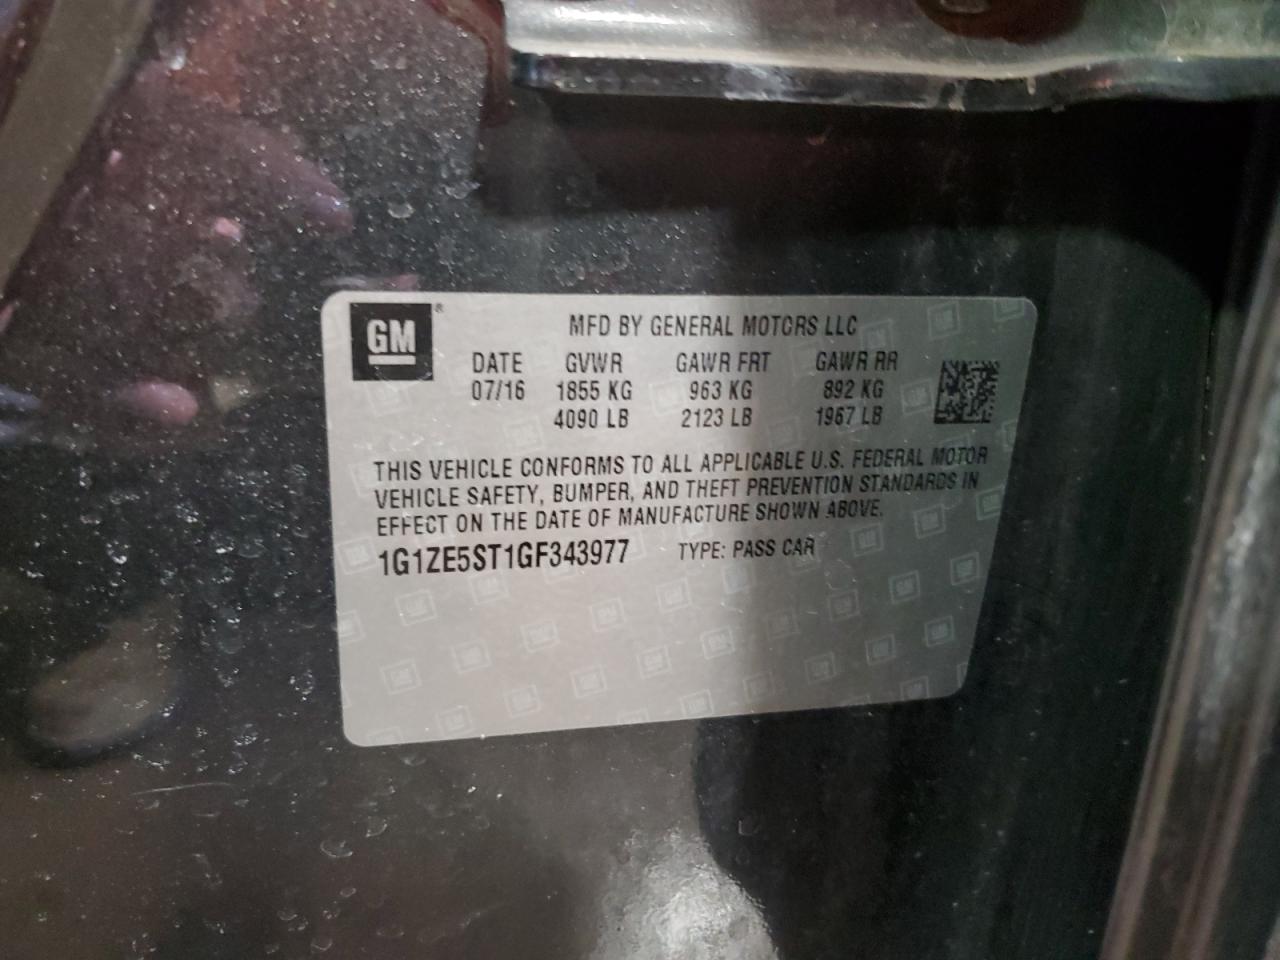 GM ®
MFD BY GENERAL MOTORS LLC
DATE GVWR GAWR FRT GAWR RR
07/16 1855 KG 963 KG 892 KG
4090 LB 2123 LB 1967 LB
THIS VEHICLE CONFORMS TO ALL APPLICABLE U.S. FEDERAL MOTOR
VEHICLE SAFETY, BUMPER, AND THEFT PREVENTION STANDARDS IN
EFFECT ON THE DATE OF MANUFACTURE SHOWN ABOVE.
1G1ZE5ST1GF343977 TYPE: PASS CAR